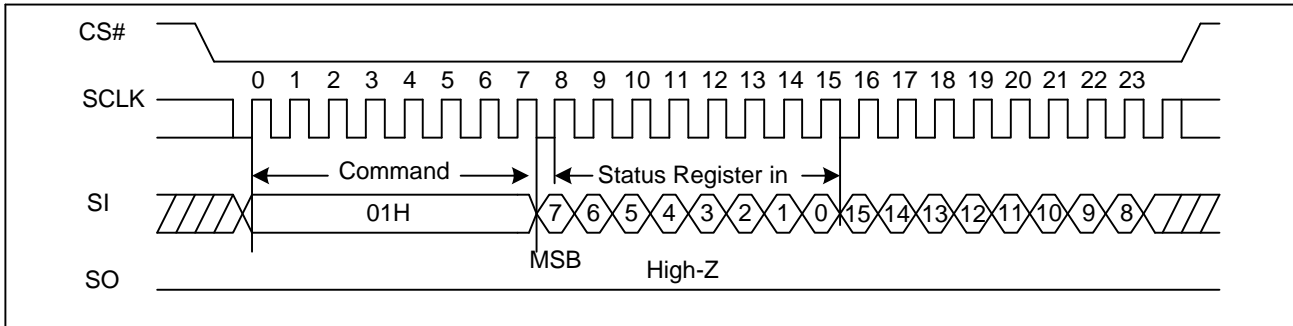 CS#
0 1 2 3 4 5 6 7 8 9 10 11 12 13 14 15 16 17 18 19 20 21 22 23
SCLK
Command Status Register in
SI 01H 7 6 5 4 3 2 1 0 15 14 13 12 11 10 9 8
MSB High-Z
SO